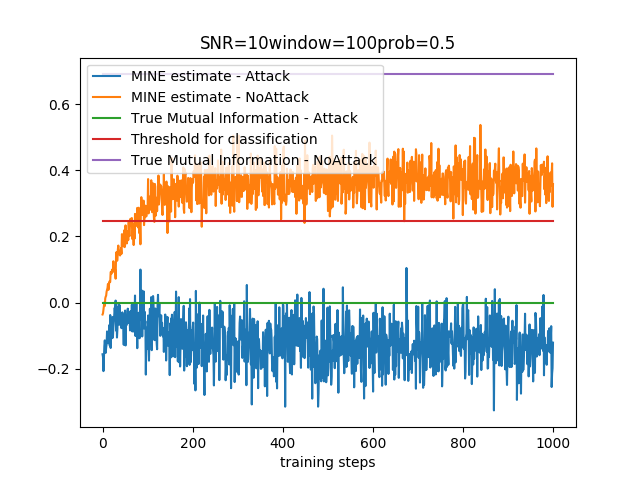 SNR=10window=100prob=0.5
MINE estimate - Attack
MINE estimate - NoAttack
True Mutual Information - Attack
Threshold for classification
True Mutual Information - NoAttack
0.6
0.4
0.2
0.0
−0.2
0 200 400 600 800 1000
training steps